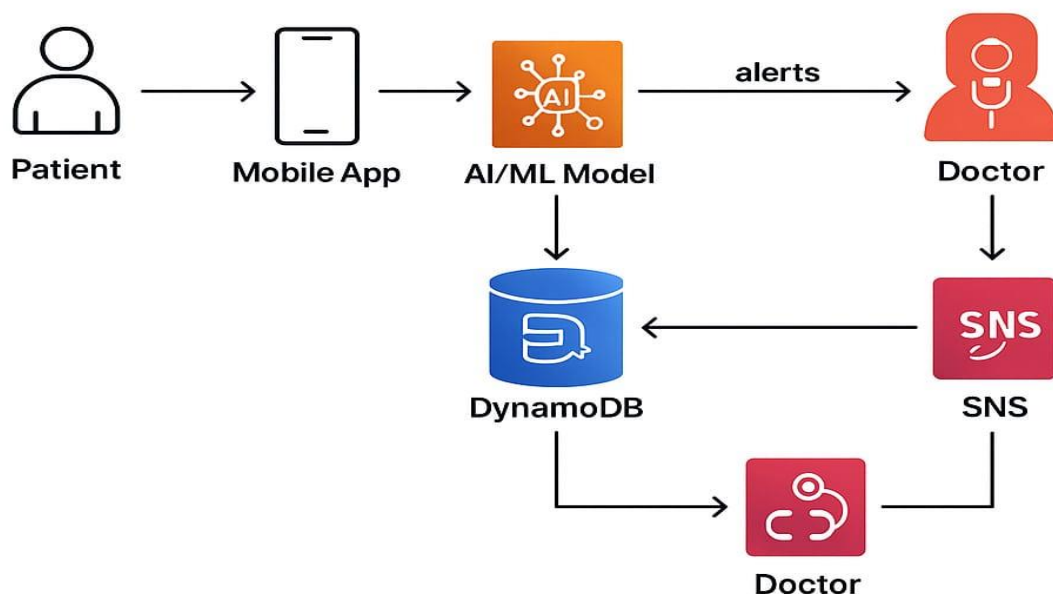 alerts
Patient
Mobile App
AI
AI/ML Model
Doctor
SNS
DynamoDB
SNS
Doctor